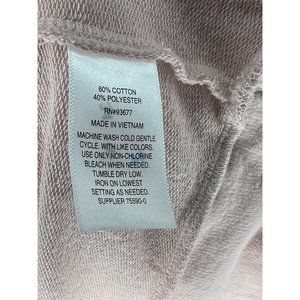 60% COTTON
40% POLYESTER
RN#93677
MADE IN VIETNAM
MACHINE WASH COLD GENTLE
CYCLE. WITH LIKE COLORS.
USE ONLY NON-CHLORINE
BLEACH WHEN NEEDED.
TUMBLE DRY LOW.
IRON ON LOWEST
SETTING AS NEEDED.
SUPPLIER 75590-0